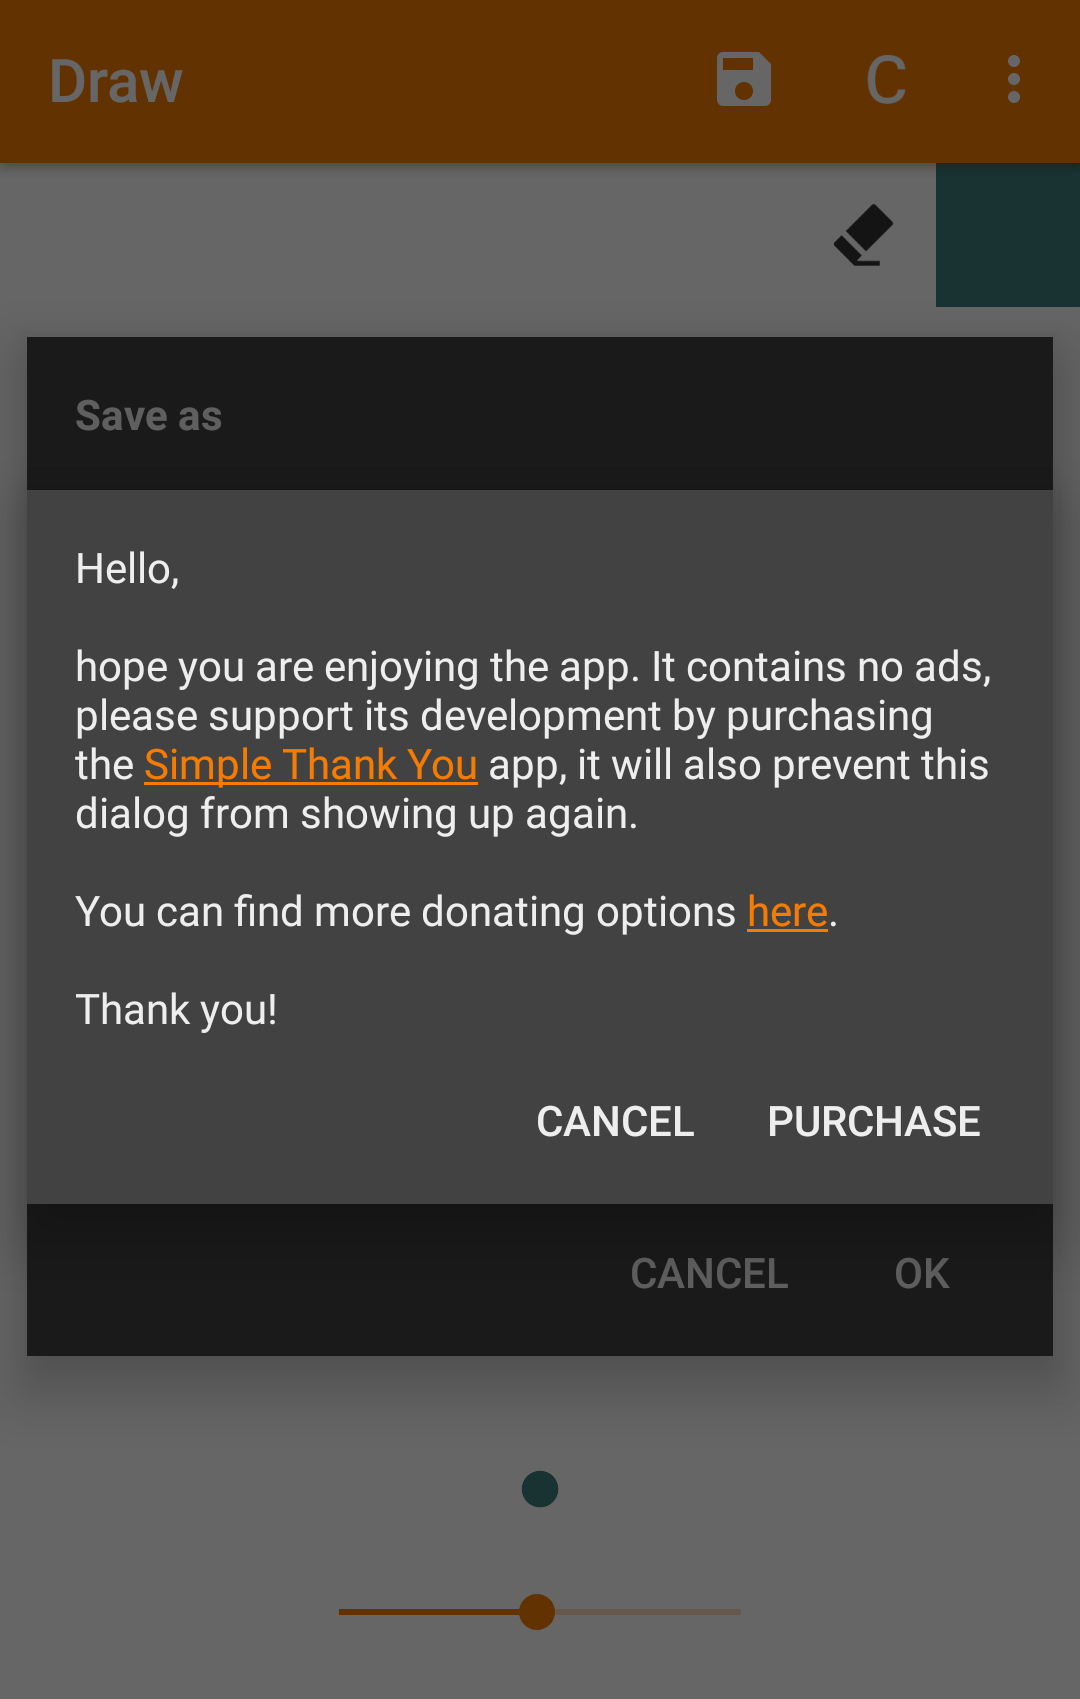 Draw
C
Save as
Hello,
hope you are enjoying the app. It contains no ads,
please support its development by purchasing
the Simple Thank You app, it will also prevent this
dialog from showing up again.
You can find more donating options here.
Thank you!
CANCEL PURCHASE
CANCEL OK